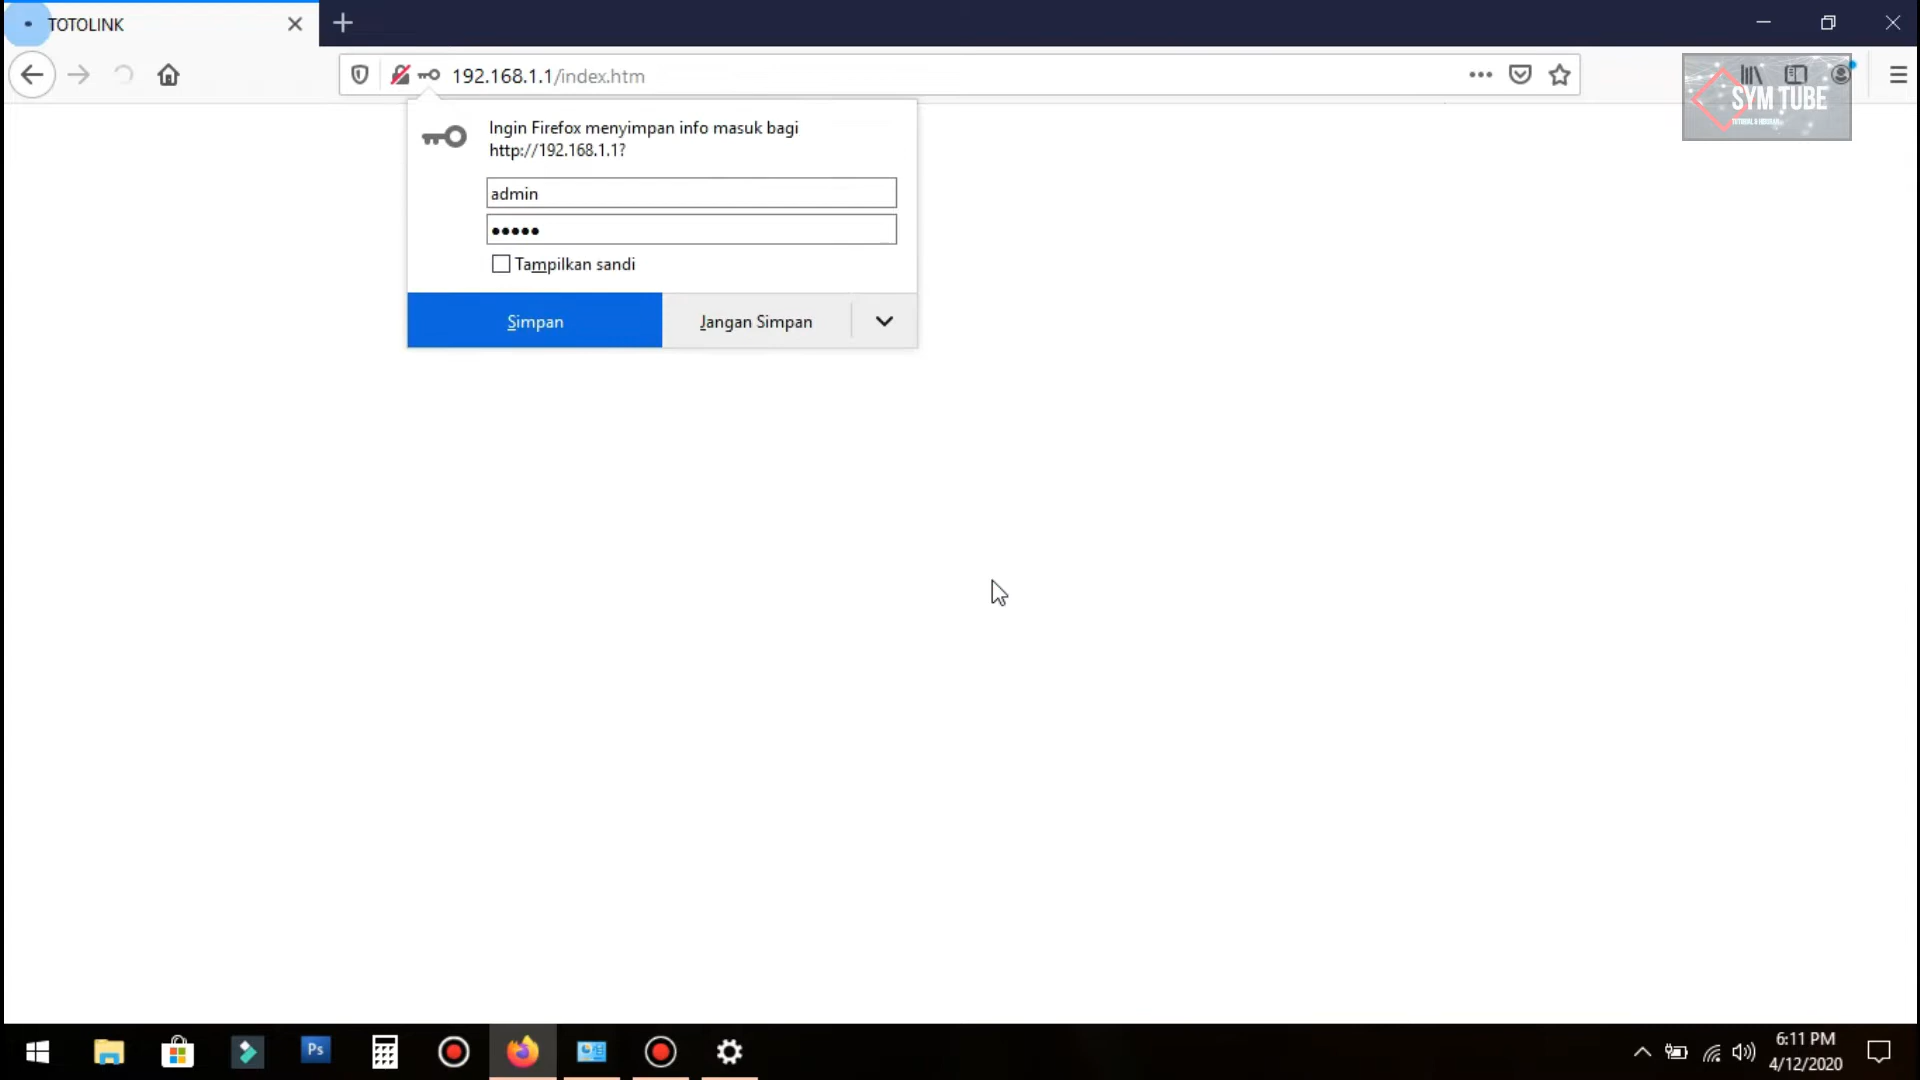 TOTOLINK
192.168.1.1/index.htm
SYM TUBE
Ingin Firefox menyimpan info masuk bagi
http://192.168.1.1?
admin
•••••
Tampilkan sandi
Simpan
Jangan Simpan
Ps
6:11 PM
4/12/2020